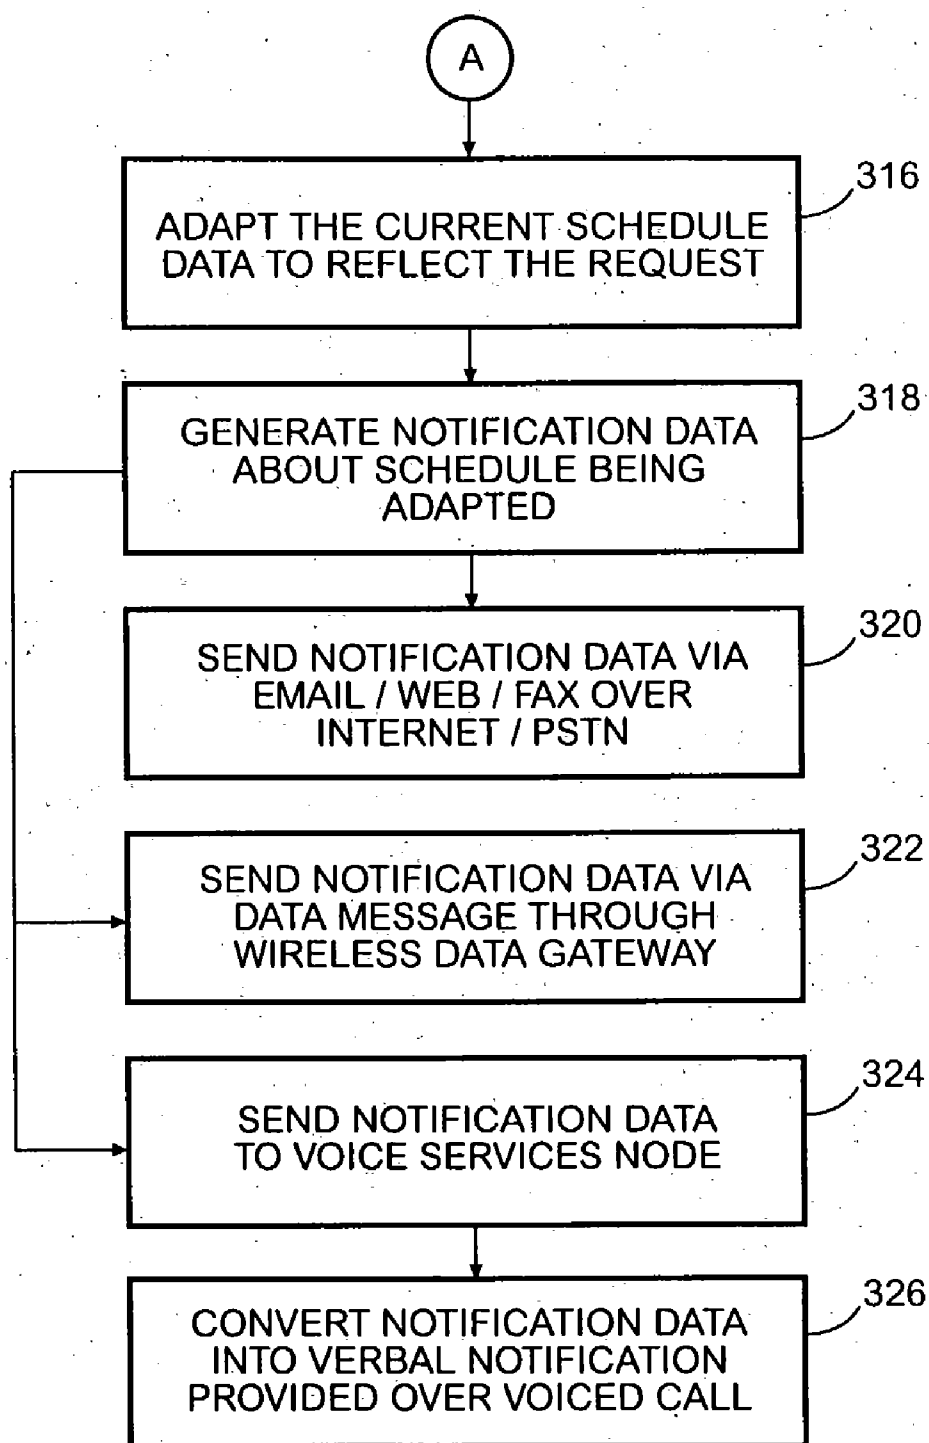 A
316
ADAPT THE CURRENT SCHEDULE
DATA TO REFLECT THE REQUEST
318
GENERATE NOTIFICATION DATA
ABOUT SCHEDULE BEING
ADAPTED
320
SEND NOTIFICATION DATA VIA
EMAIL / WEB / FAX OVER
INTERNET / PSTN
322
SEND NOTIFICATION DATA VIA
DATA MESSAGE THROUGH
WIRELESS DATA GATEWAY
324
SEND NOTIFICATION DATA
TO VOICE SERVICES NODE
326
CONVERT NOTIFICATION DATA
INTO VERBAL NOTIFICATION
PROVIDED OVER VOICED CALL